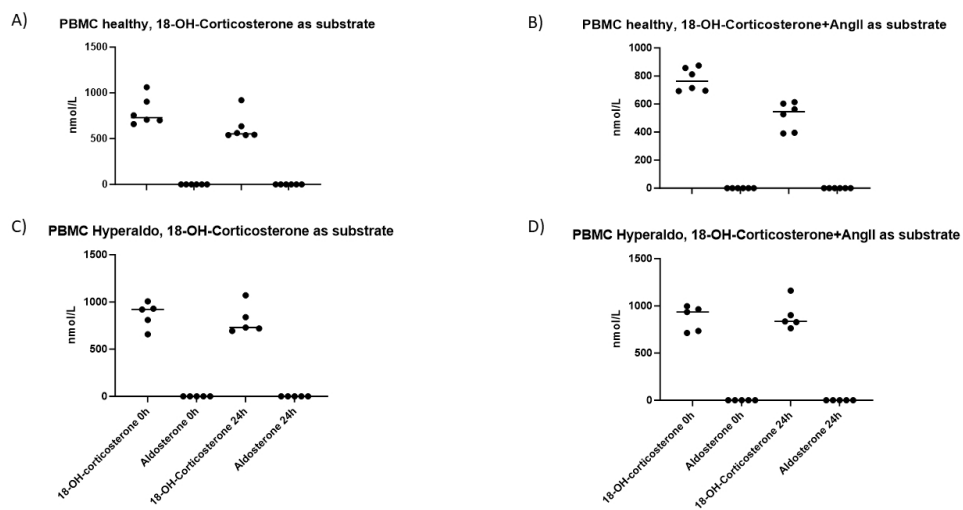 A)
PBMC healthy, 18-OH-Corticosterone as substrate
1500
1000
500
0
nmol/L
B)
PBMC healthy, 18-OH-Corticosterone+AngII as substrate
1000
800
600
400
200
0
nmol/L
C)
PBMC Hyperaldo, 18-OH-Corticosterone as substrate
1500
1000
500
0
nmol/L
18-OH-corticosterone 0h
Aldosterone 0h
18-OH-Corticosterone 24h
Aldosterone 24h
D)
PBMC Hyperaldo, 18-OH-Corticosterone+AngII as substrate
1500
1000
500
0
nmol/L
18-OH-corticosterone 0h
Aldosterone 0h
18-OH-Corticosterone 24h
Aldosterone 24h